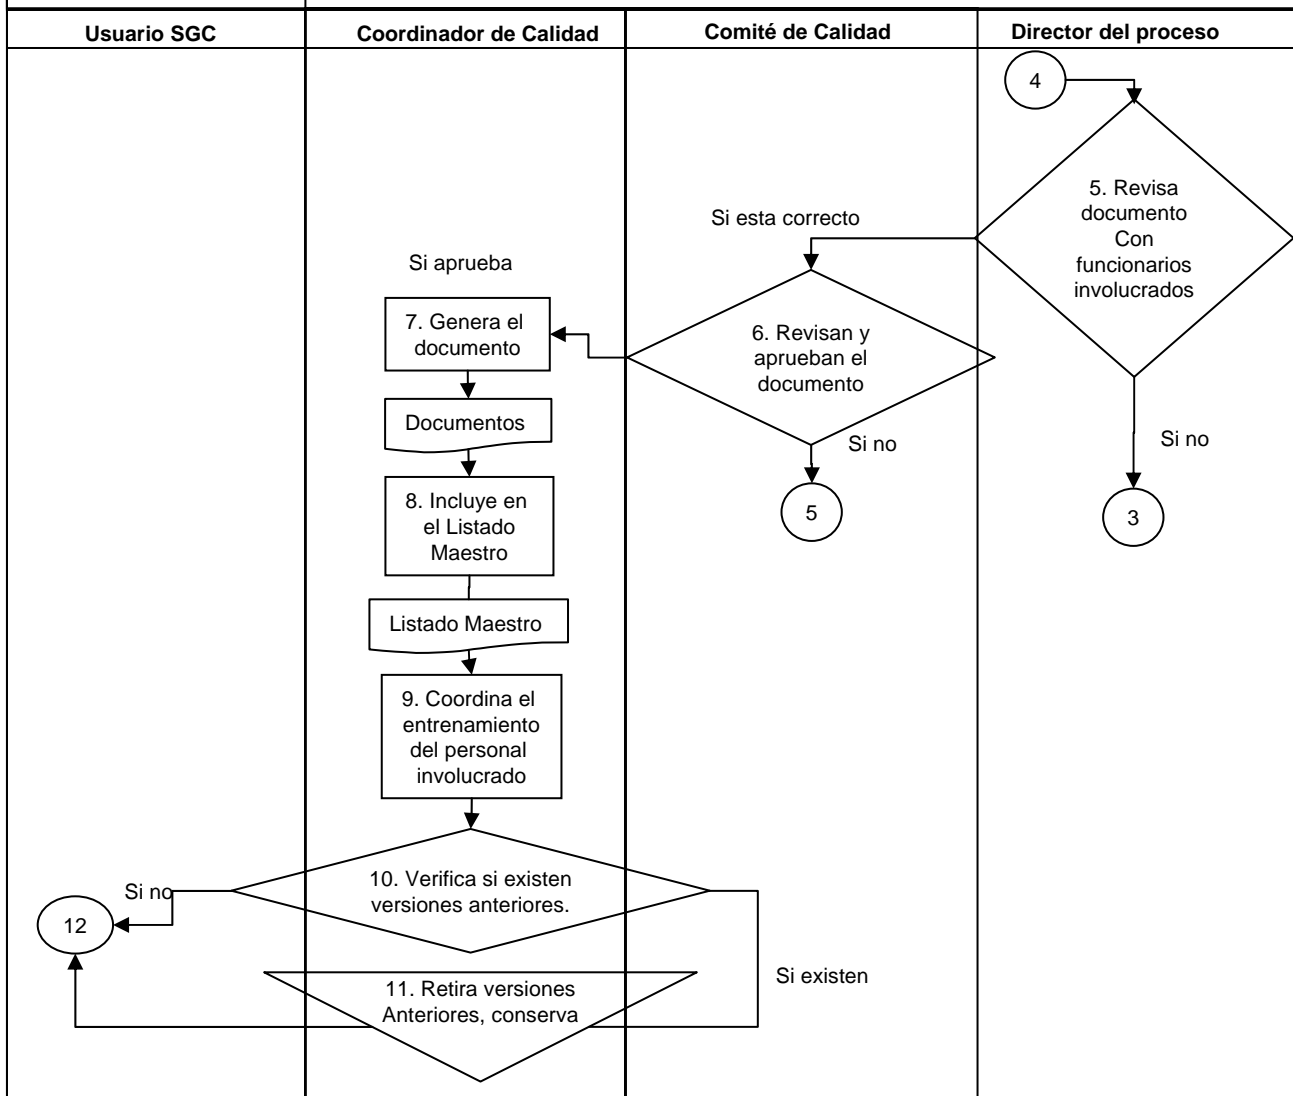 Usuario SGC
Coordinador de Calidad
Comité de Calidad
Director del proceso
4
5. Revisa
documento
Con
funcionarios
involucrados
Si esta correcto
Si aprueba
7. Genera el
documento
6. Revisan y
aprueban el
documento
Documentos
Si no
Si no
8. Incluye en
el Listado
Maestro
5
3
Listado Maestro
9. Coordina el
entrenamiento
del personal
involucrado
10. Verifica si existen
versiones anteriores.
Si no
12
Si existen
11. Retira versiones
Anteriores, conserva